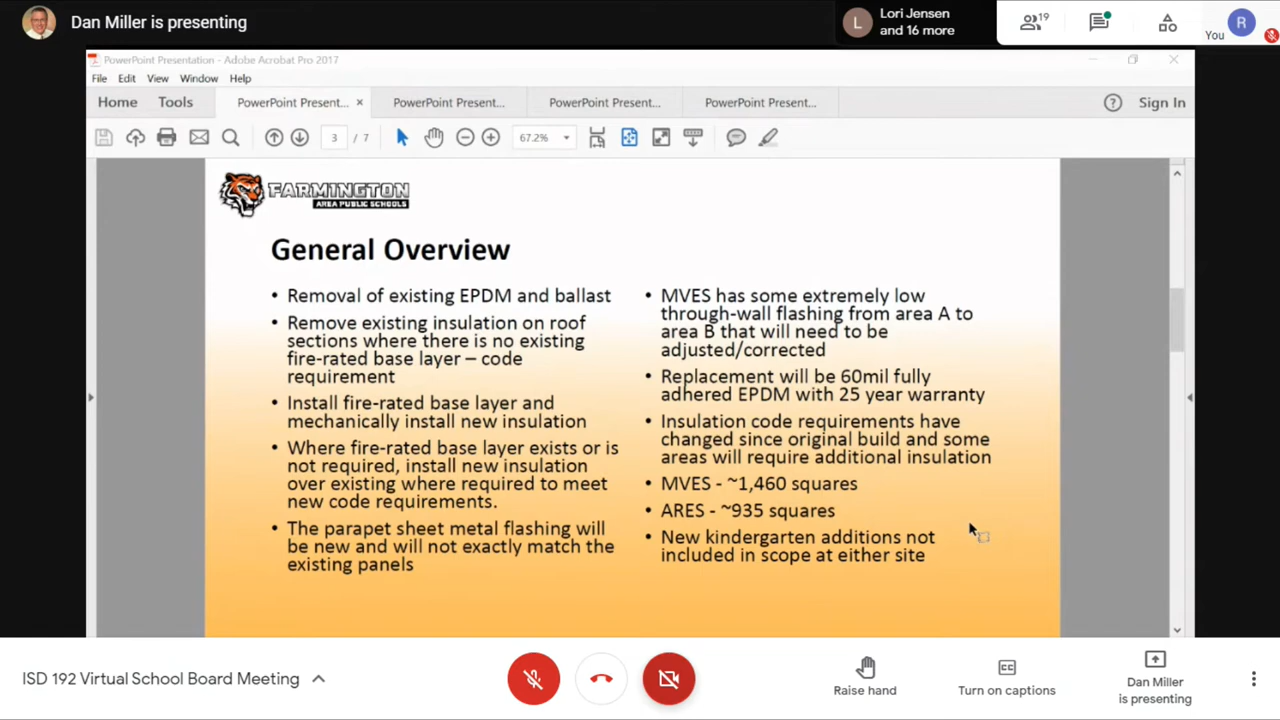 Dan Miller is presenting
Lori Jensen
and 16 more
19
You
R
L
PowerPoint Presentation - Adobe Acrobat Pro 2017
File Edit View Window Help
Home Tools PowerPoint Present... × PowerPoint Present... PowerPoint Present... PowerPoint Present... Sign In
3 / 7 67.2%
FARMINGTON
AREA PUBLIC SCHOOLS
General Overview
• Removal of existing EPDM and ballast
• Remove existing insulation on roof
sections where there is no existing
fire-rated base layer – code
requirement
• Install fire-rated base layer and
mechanically install new insulation
• Where fire-rated base layer exists or is
not required, install new insulation
over existing where required to meet
new code requirements.
• The parapet sheet metal flashing will
be new and will not exactly match the
existing panels
• MVES has some extremely low
through-wall flashing from area A to
area B that will need to be
adjusted/corrected
• Replacement will be 60mil fully
adhered EPDM with 25 year warranty
• Insulation code requirements have
changed since original build and some
areas will require additional insulation
• MVES - ~1,460 squares
• ARES - ~935 squares
• New kindergarten additions not
included in scope at either site
ISD 192 Virtual School Board Meeting
Raise hand
Turn on captions
Dan Miller
is presenting